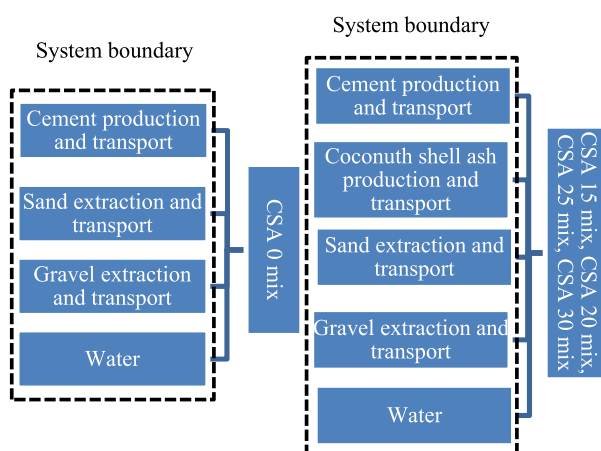 System boundary
Cement production
and transport
Sand extraction and
transport
Gravel extraction
and transport
Water
CSA 0 mix
System boundary
Cement production
and transport
Coconuth shell ash
production and
transport
Sand extraction and
transport
Gravel extraction and
transport
Water
CSA 15 mix, CSA 20 mix,
CSA 25 mix, CSA 30 mix